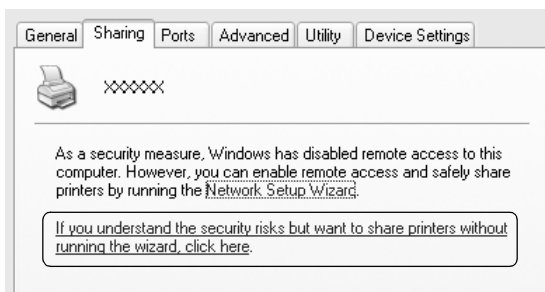 General Sharing Ports Advanced Utility Device Settings
XXXXXX
As a security measure, Windows has disabled remote access to this
computer. However, you can enable remote access and safely share
printers by running the Network Setup Wizard.
If you understand the security risks but want to share printers without
running the wizard, click here.